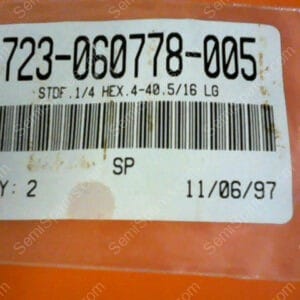 723-060778-005
STDF.1/4 HEX.4-40.5/16 LG
SP
Y: 2 11/06/97